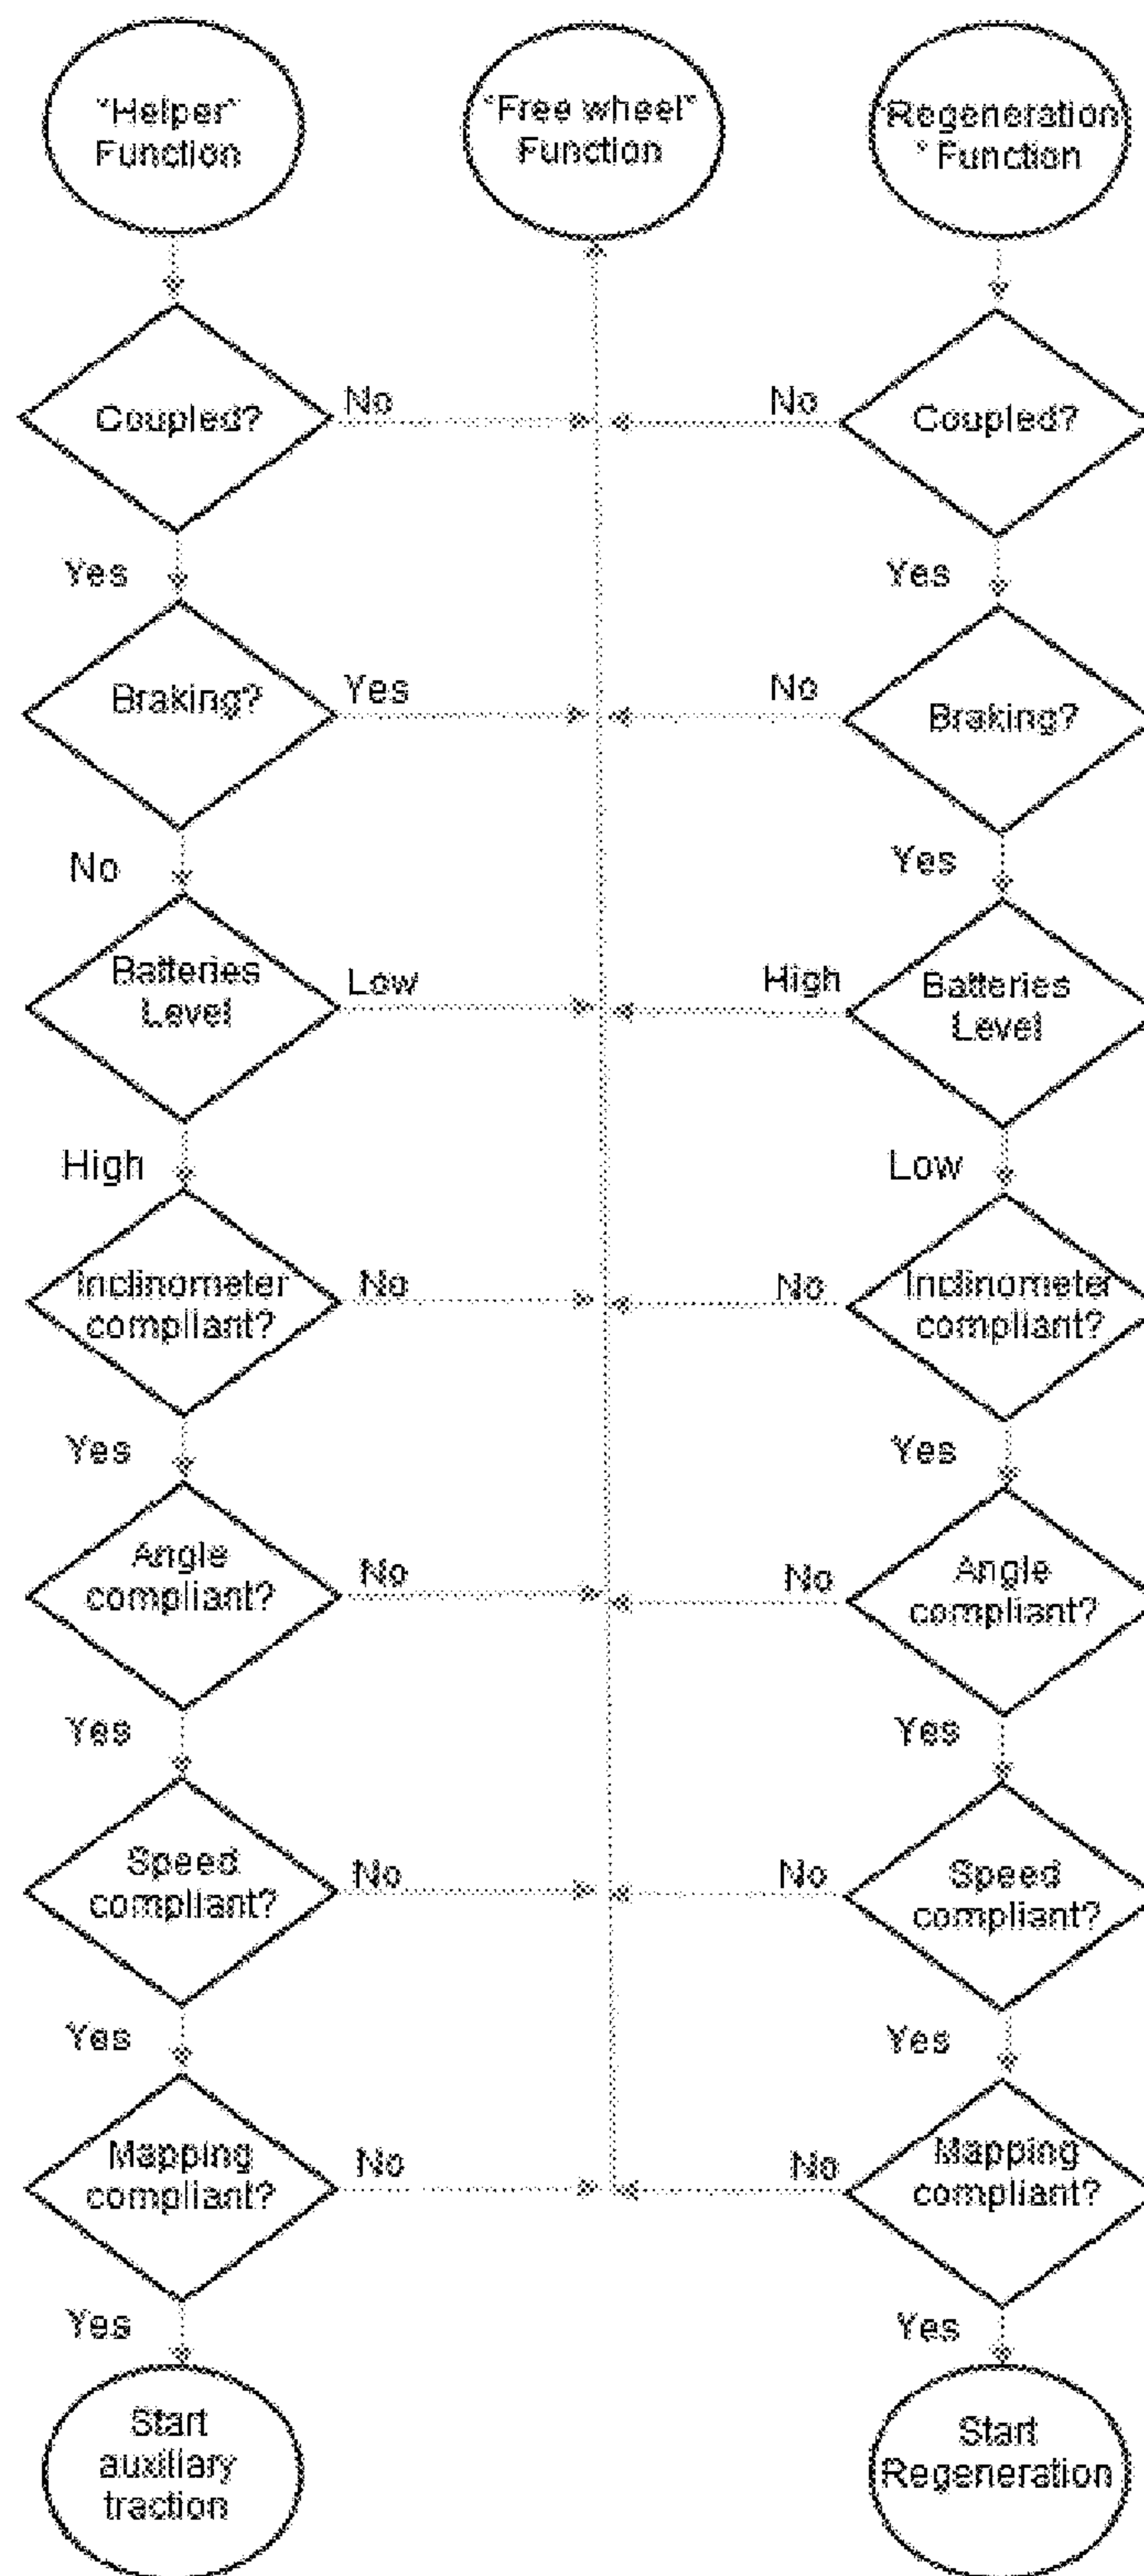 "Helper"
Function
"Free wheel"
Function
"Regeneration
" Function
Coupled?
No
No
Coupled?
Yes
Yes
Braking?
Yes
No
Braking?
No
Yes
Batteries
Level
Low
High
Batteries
Level
High
Low
Inclinometer
compliant?
No
No
Inclinometer
compliant?
Yes
Yes
Angle
compliant?
No
No
Angle
compliant?
Yes
Yes
Speed
compliant?
No
No
Speed
compliant?
Yes
Yes
Mapping
compliant?
No
No
Mapping
compliant?
Yes
Yes
Start
auxiliary
traction
Start
Regeneration